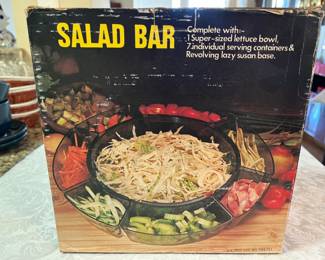 SALAD BAR
Complete with:-
1 Super-sized lettuce bowl,
7.individual serving containers &
Revolving lazy susan base.